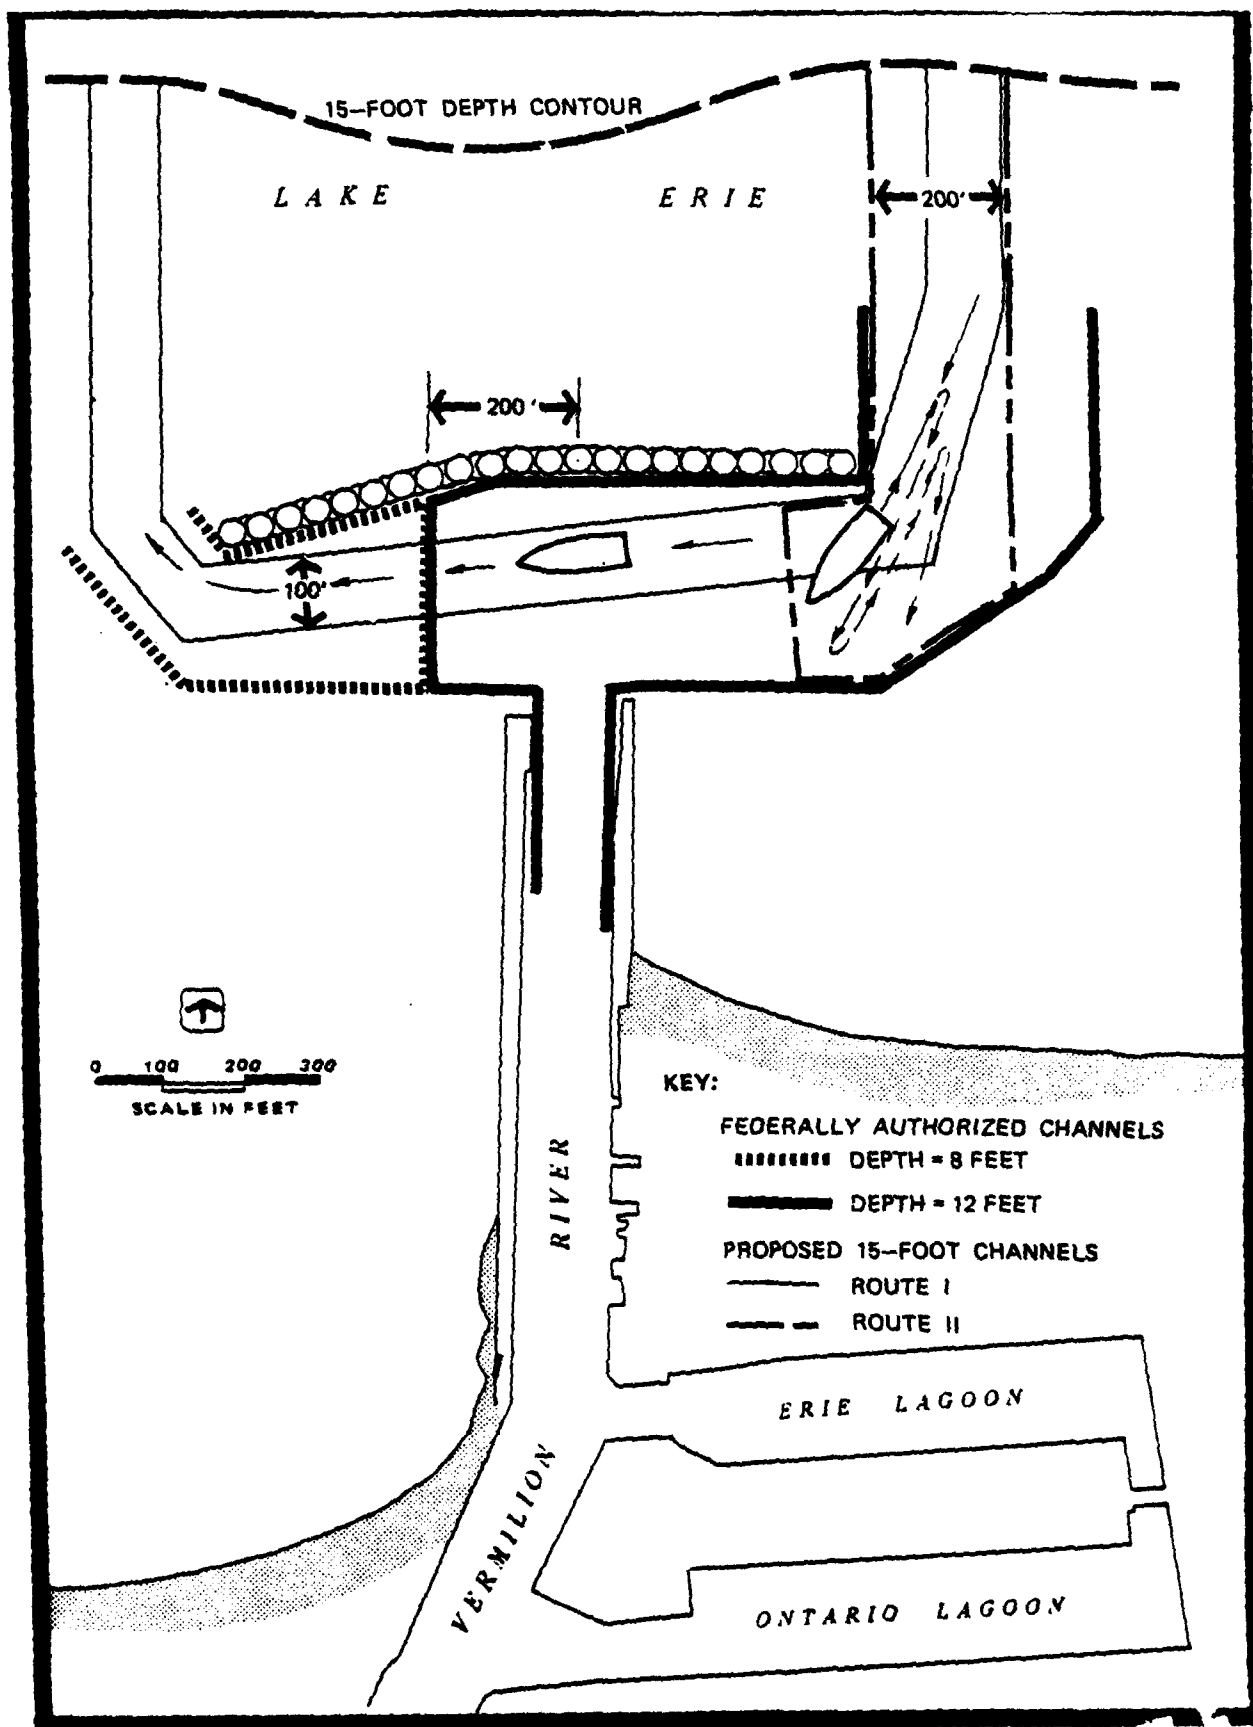 15–FOOT DEPTH CONTOUR
LAKE ERIE
200'
200'
100'
0 100 200 300
SCALE IN FEET
KEY:
FEDERALLY AUTHORIZED CHANNELS
DEPTH = 8 FEET
DEPTH = 12 FEET
PROPOSED 15–FOOT CHANNELS
ROUTE I
ROUTE II
VERMILION RIVER
ERIE LAGOON
ONTARIO LAGOON